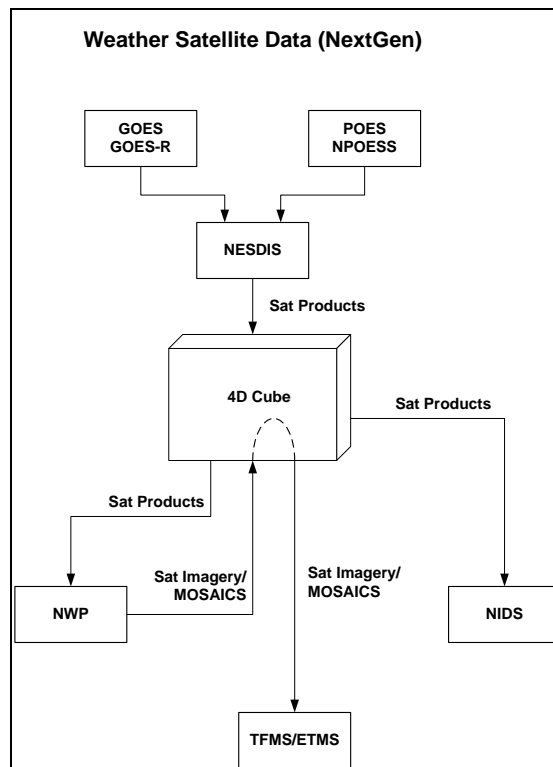 Weather Satellite Data (NextGen)
GOES
GOES-R
POES
NPOESS
NESDIS
Sat Products
4D Cube
Sat Products
Sat Products
Sat Imagery/
MOSAICS
Sat Imagery/
MOSAICS
NWP
NIDS
TFMS/ETMS